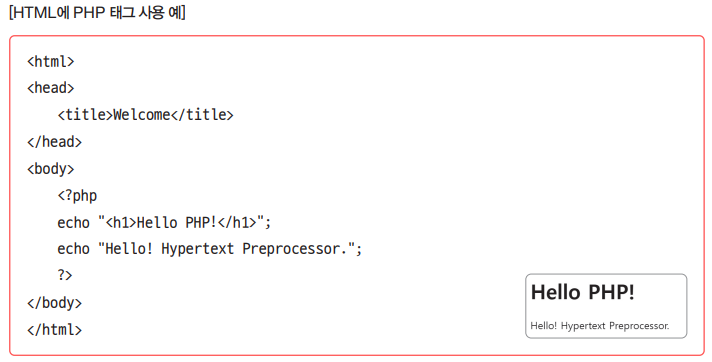 [HTML에 PHP 태그 사용 예]
<html>
<head>
    <title>Welcome</title>
</head>
<body>
    <?php
    echo "<h1>Hello PHP!</h1>";
    echo "Hello! Hypertext Preprocessor.";
    ?>
</body>
</html>
Hello PHP!
Hello! Hypertext Preprocessor.